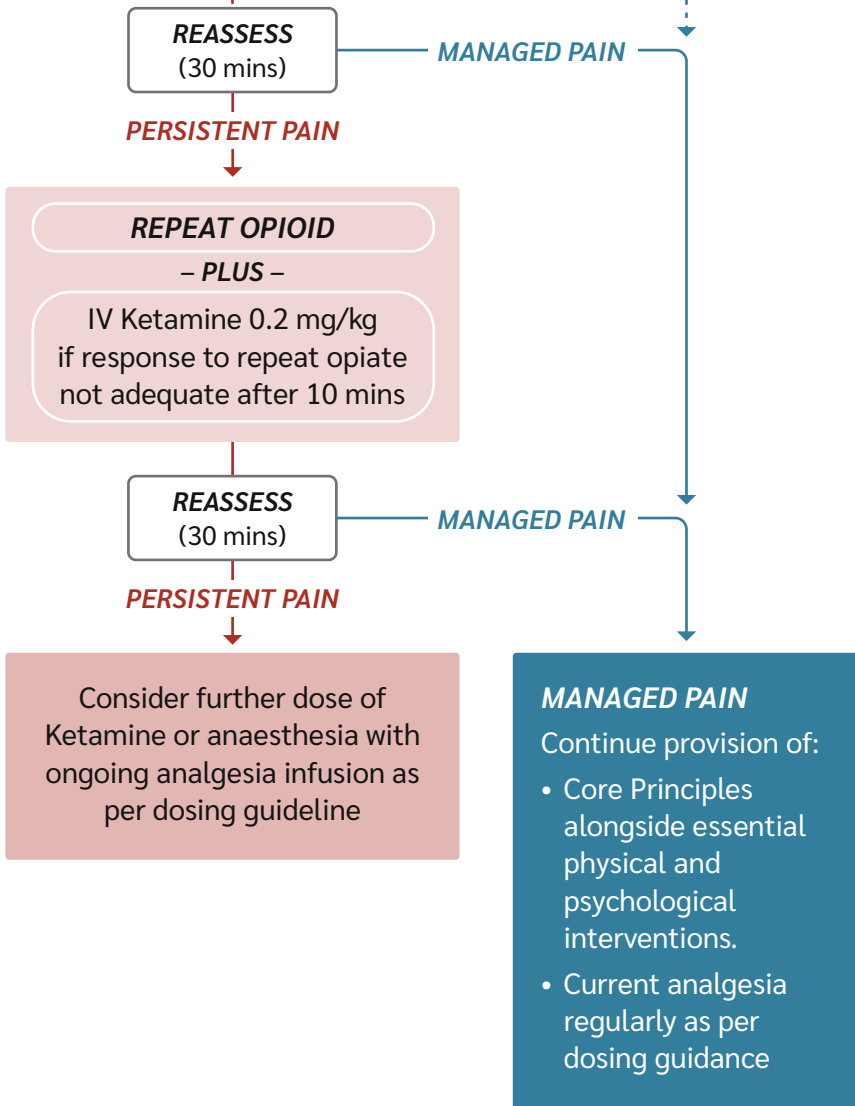 REASSESS
(30 mins)
MANAGED PAIN
PERSISTENT PAIN
REPEAT OPIOID
– PLUS –
IV Ketamine 0.2 mg/kg
if response to repeat opiate
not adequate after 10 mins
REASSESS
(30 mins)
MANAGED PAIN
PERSISTENT PAIN
Consider further dose of
Ketamine or anaesthesia with
ongoing analgesia infusion as
per dosing guideline
MANAGED PAIN
Continue provision of:
• Core Principles
alongside essential
physical and
psychological
interventions.
• Current analgesia
regularly as per
dosing guidance